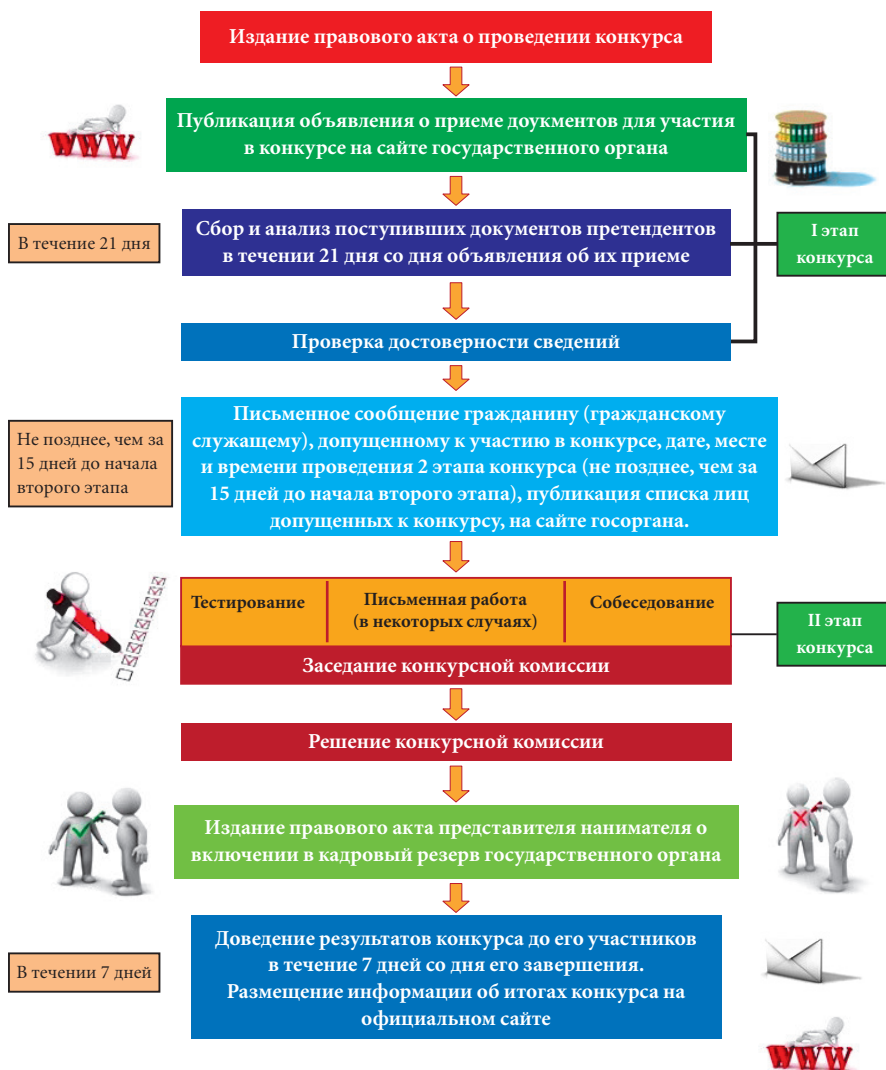 Издание правового акта о проведении конкурса
WWW
Публикация объявления о приеме доукментов для участия
в конкурсе на сайте государственного органа
В течение 21 дня
Сбор и анализ поступивших документов претендентов
в течении 21 дня со дня объявления об их приеме
I этап
конкурса
Проверка достоверности сведений
Не позднее, чем за
15 дней до начала
второго этапа
Письменное сообщение гражданину (гражданскому
служащему), допущенному к участию в конкурсе, дате, месте
и времени проведения 2 этапа конкурса (не позднее, чем за
15 дней до начала второго этапа), публикация списка лиц
допущенных к конкурсу, на сайте госоргана.
Тестирование
Письменная работа
(в некоторых случаях)
Собеседование
Заседание конкурсной комиссии
II этап
конкурса
Решение конкурсной комиссии
Издание правового акта представителя нанимателя о
включении в кадровый резерв государственного органа
В течении 7 дней
Доведение результатов конкурса до его участников
в течение 7 дней со дня его завершения.
Размещение информации об итогах конкурса на
официальном сайте
WWW